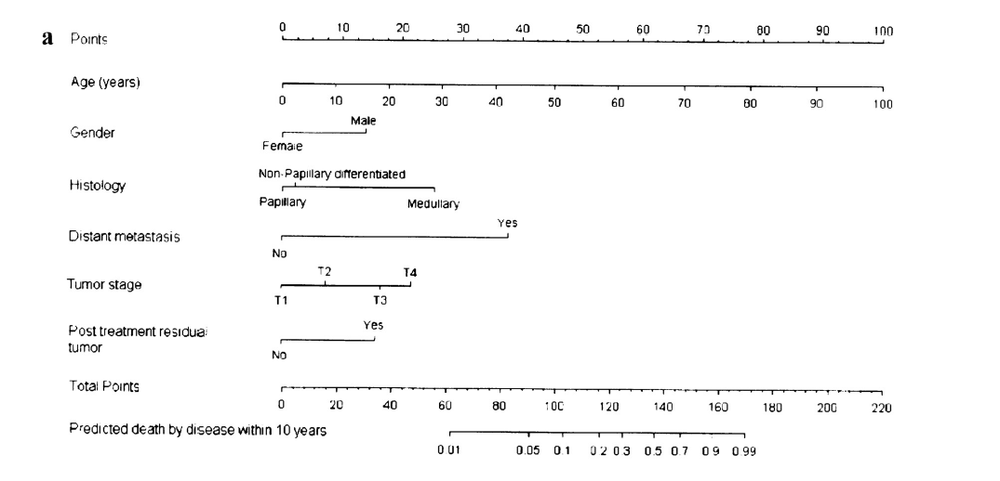 0 10 20 30 40 50 60 70 80 90 100
a Points
Age (years)
0 10 20 30 40 50 60 70 80 90 100
Male
Gender
Female
Non-Papillary differentiated
Histology
Papillary Medullary
Yes
Distant metastasis
No
T2 T4
Tumor stage
T1 T3
Yes
Post treatment residual
tumor
No
Total Points
0 20 40 60 80 100 120 140 160 180 200 220
Predicted death by disease within 10 years
0.01 0.05 0.1 0.2 0.3 0.5 0.7 0.9 0.99